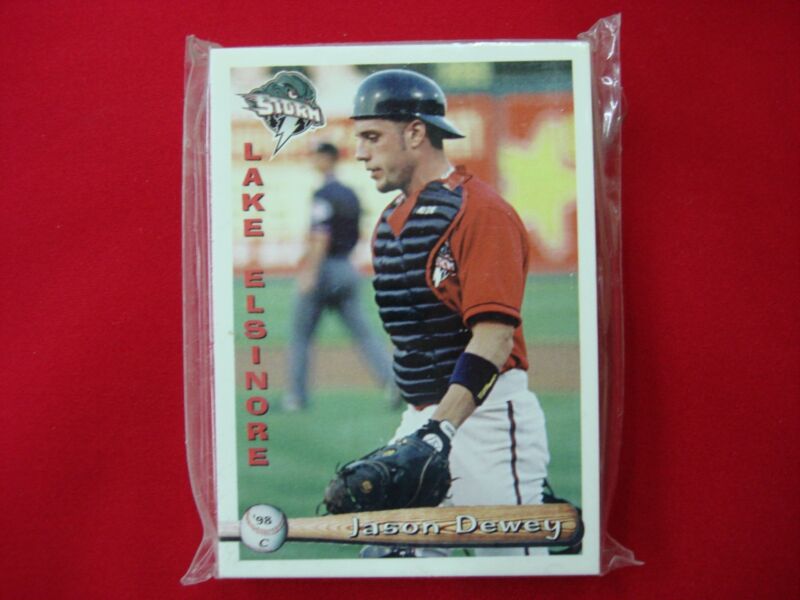 STORM
LAKE ELSINORE
'98
C
Jason Dewey